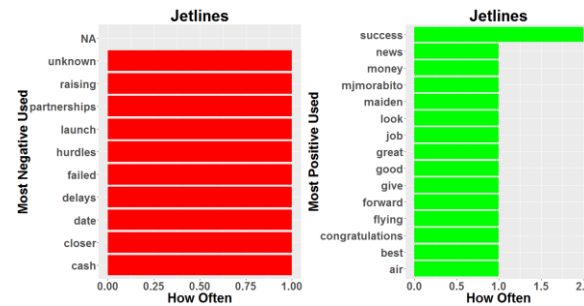 Jetlines
Most Negative Used
NA
unknown
raising
partnerships
launch
hurdles
failed
delays
date
closer
cash
0.00 0.25 0.50 0.75 1.00
How Often
Jetlines
Most Positive Used
success
news
money
mjmorabito
maiden
look
job
great
good
give
forward
flying
congratulations
best
air
0.0 0.5 1.0 1.5 2.
How Often